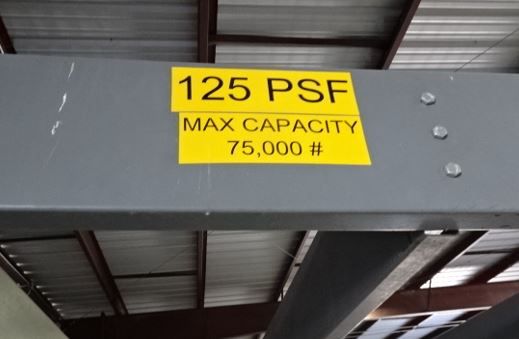 125 PSF
MAX CAPACITY
75,000 #